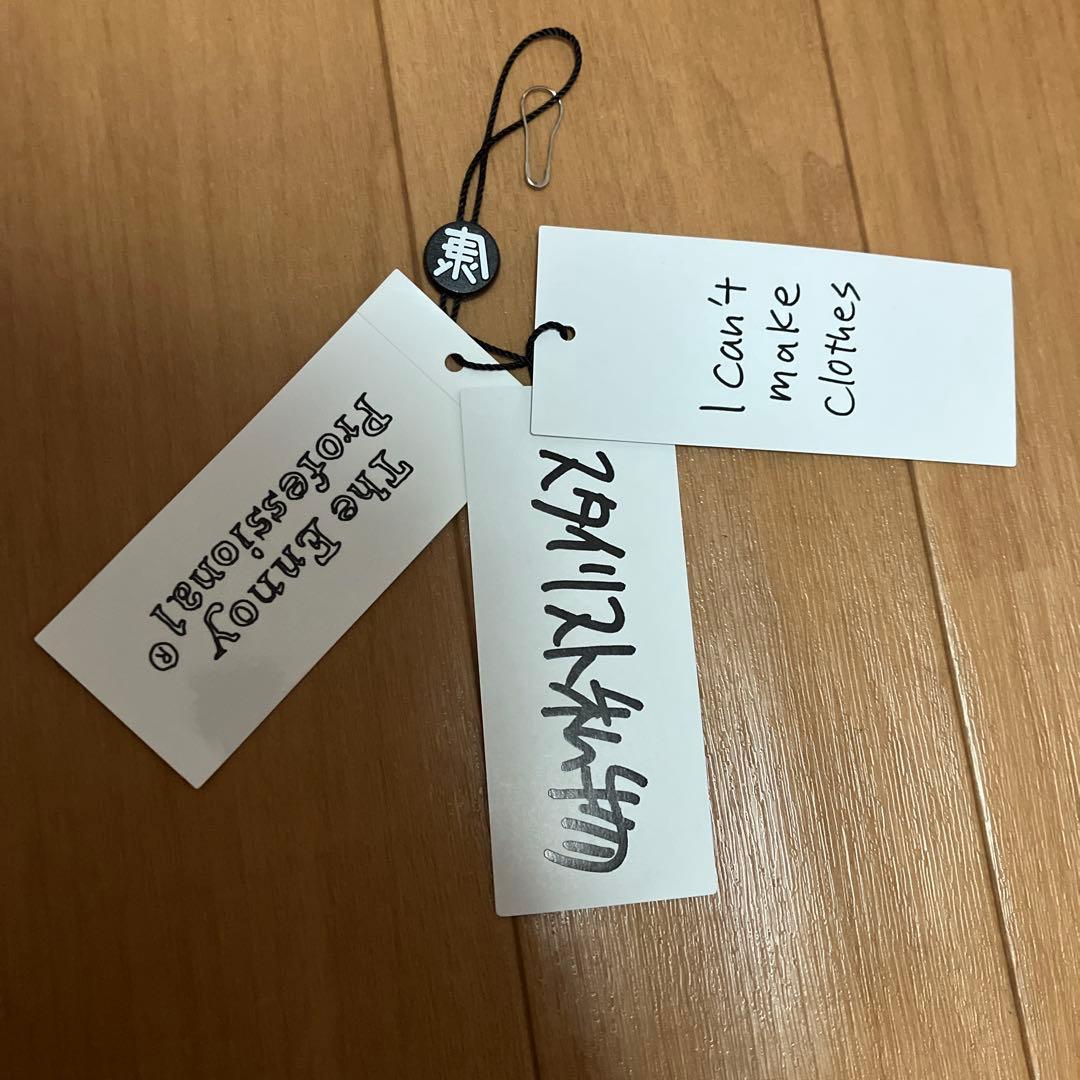 The Ennoy
Professional®
スタイリスト私物
I can't
make
clothes